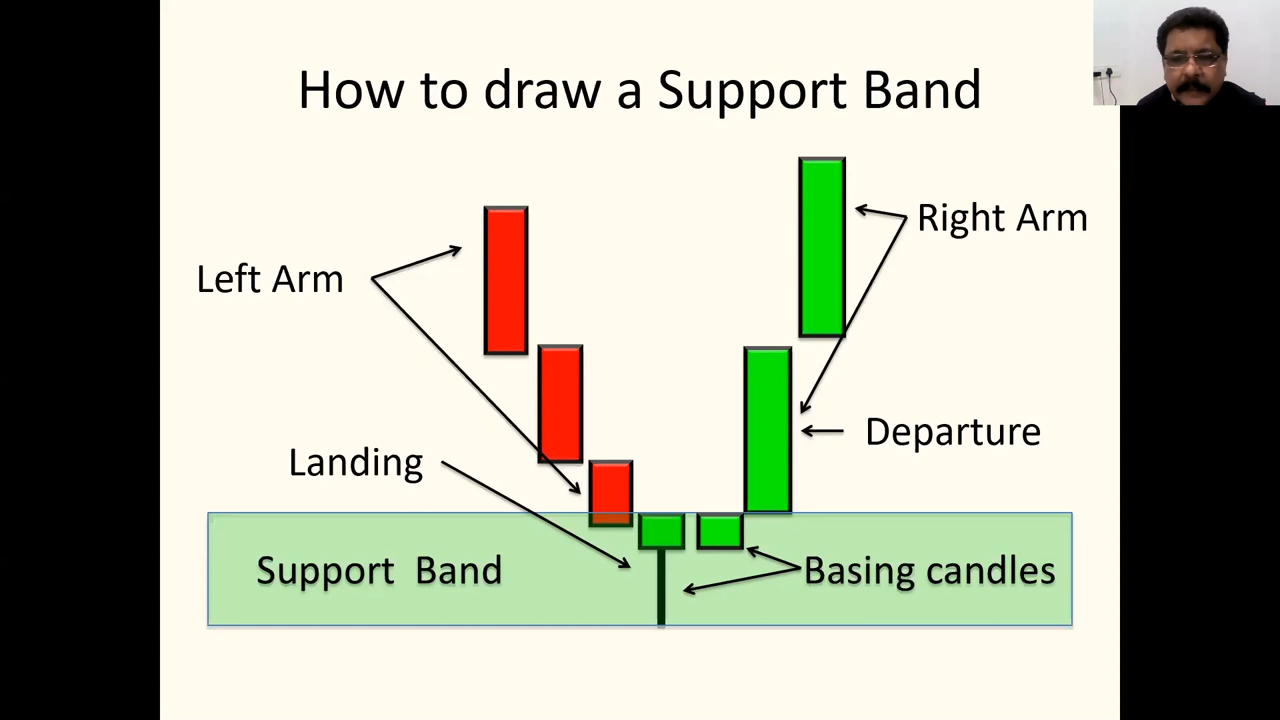 How to draw a Support Band
Right Arm
Left Arm
Departure
Landing
Support  Band
Basing candles